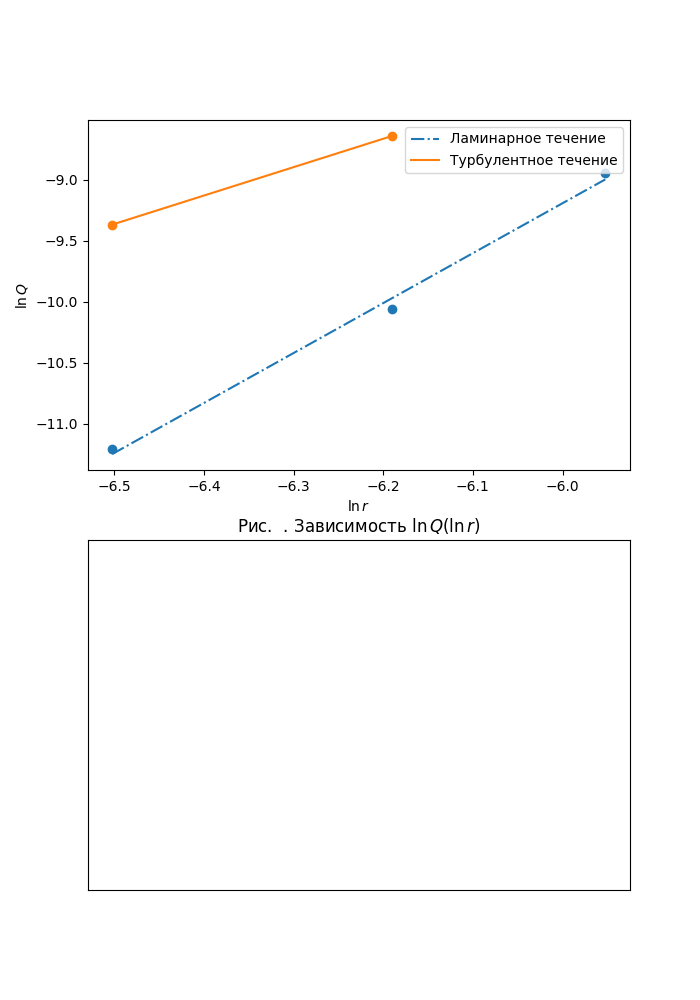 Ламинарное течение
Турбулентное течение
−9.0
−9.5
−10.0
−10.5
−11.0
ln Q
−6.5 −6.4 −6.3 −6.2 −6.1 −6.0
ln r
Рис. . Зависимость ln Q(ln r)